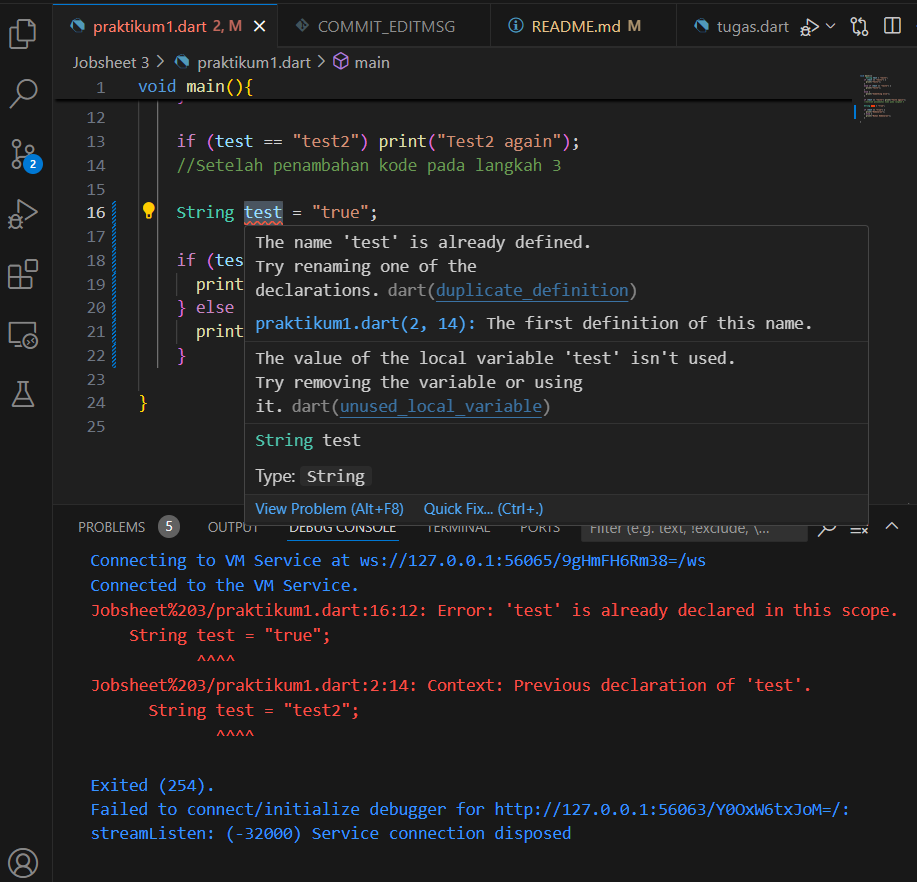 praktikum1.dart 2, M
COMMIT_EDITMSG
README.md M
tugas.dart
Jobsheet 3 > praktikum1.dart > main
1 void main(){
12
13 if (test == "test2") print("Test2 again");
14 //Setelah penambahan kode pada langkah 3
15
16 String test = "true";
17
18 if (tes
19 print
20 } else
21 print
22 }
23
24 }
25
The name 'test' is already defined.
Try renaming one of the
declarations. dart(duplicate_definition)
praktikum1.dart(2, 14): The first definition of this name.
The value of the local variable 'test' isn't used.
Try removing the variable or using
it. dart(unused_local_variable)
String test
Type: String
View Problem (Alt+F8) Quick Fix... (Ctrl+.)
2
PROBLEMS 5 OUTPUT DEBUG CONSOLE TERMINAL PORTS Filter (e.g. text, !exclude, \...
Connecting to VM Service at ws://127.0.0.1:56065/9gHmFH6Rm38=/ws
Connected to the VM Service.
Jobsheet%203/praktikum1.dart:16:12: Error: 'test' is already declared in this scope.
String test = "true";
^^^^
Jobsheet%203/praktikum1.dart:2:14: Context: Previous declaration of 'test'.
String test = "test2";
^^^^
Exited (254).
Failed to connect/initialize debugger for http://127.0.0.1:56063/Y0OxW6txJoM=/:
streamListen: (-32000) Service connection disposed